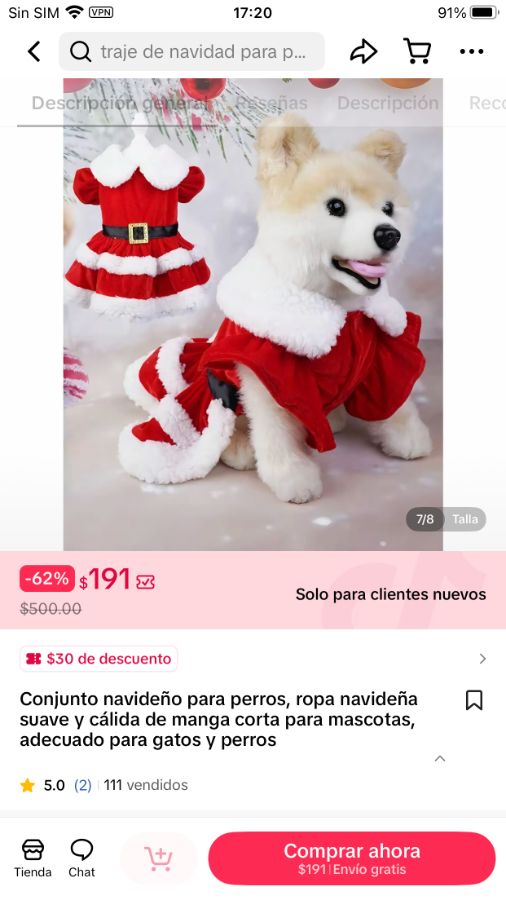 Sin SIM VPN 17:20 91%
traje de navidad para p...
Descripción general Reseñas Descripción Reco
7/8 Talla
-62% $191
Solo para clientes nuevos
$500.00
$30 de descuento
Conjunto navideño para perros, ropa navideña
suave y cálida de manga corta para mascotas,
adecuado para gatos y perros
5.0 (2) 111 vendidos
Tienda Chat
Comprar ahora
$191 | Envío gratis